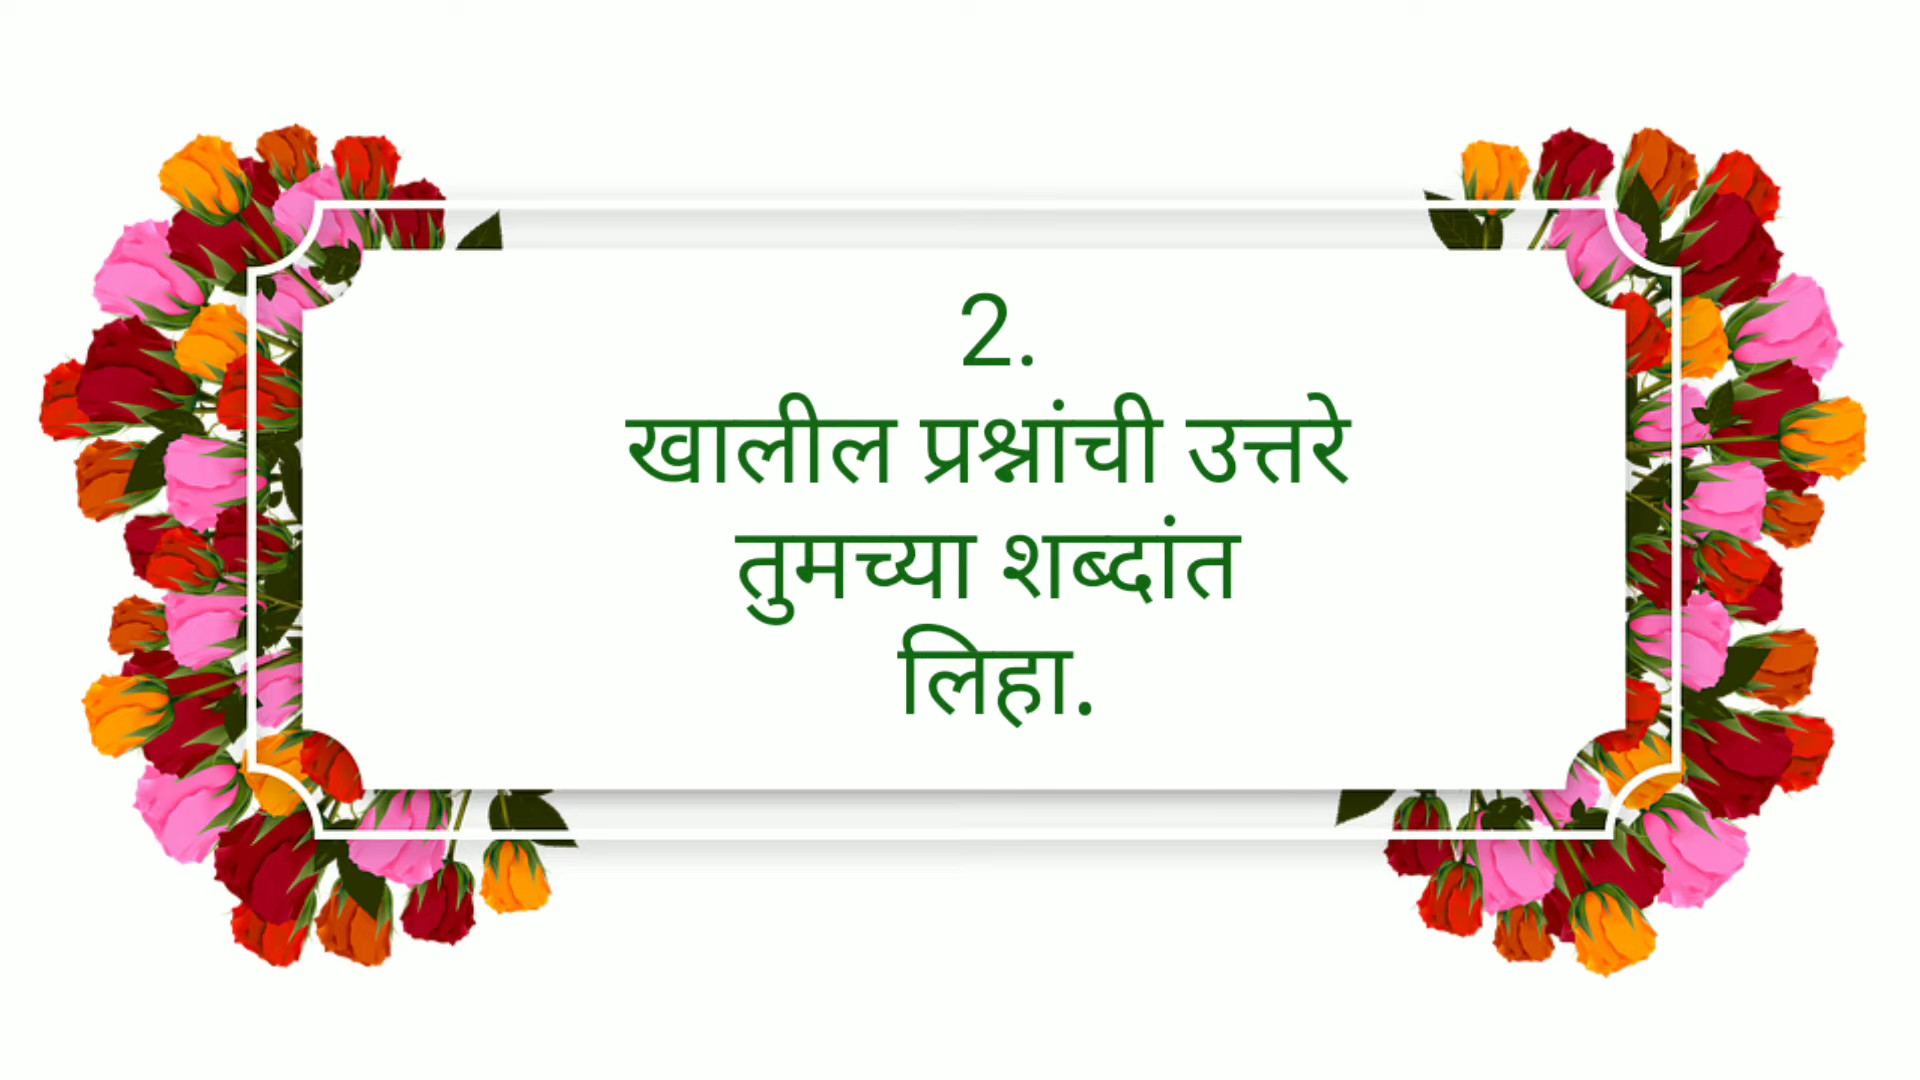 2.
खालील प्रश्नांची उत्तरे
तुमच्या शब्दांत
लिहा.